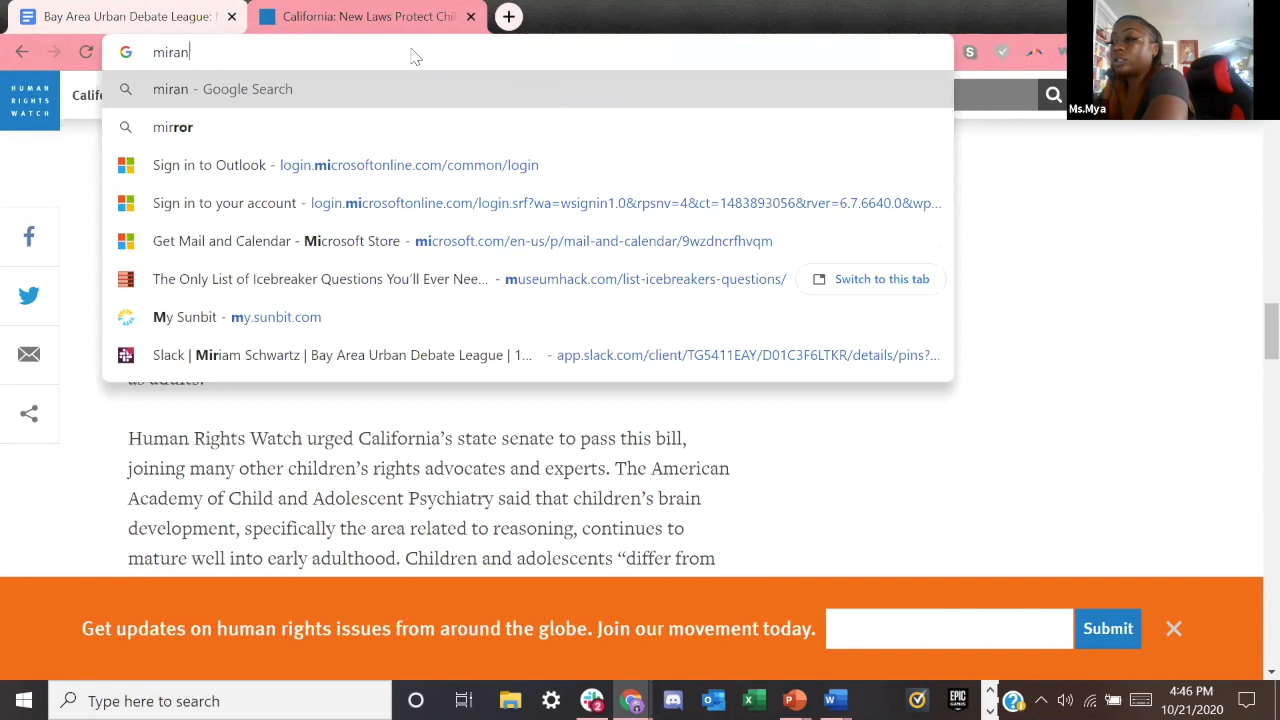 Bay Area Urban Debate League:
California: New Laws Protect Chil
miran
S
HUMAN
RIGHTS
WATCH
Califo
miran - Google Search
mirror
Sign in to Outlook - login.microsoftonline.com/common/login
Sign in to your account - login.microsoftonline.com/login.srf?wa=wsignin1.0&rpsnv=4&ct=1483893056&rver=6.7.6640.0&wp...
Get Mail and Calendar - Microsoft Store - microsoft.com/en-us/p/mail-and-calendar/9wzdncrfhvqm
The Only List of Icebreaker Questions You'll Ever Nee... - museumhack.com/list-icebreakers-questions/
Switch to this tab
My Sunbit - my.sunbit.com
Slack | Miriam Schwartz | Bay Area Urban Debate League | 1... - app.slack.com/client/TG5411EAY/D01C3F6LTKR/details/pins?...
Ms.Mya
as adults.
Human Rights Watch urged California's state senate to pass this bill,
joining many other children's rights advocates and experts. The American
Academy of Child and Adolescent Psychiatry said that children's brain
development, specifically the area related to reasoning, continues to
mature well into early adulthood. Children and adolescents "differ from
Get updates on human rights issues from around the globe. Join our movement today.
Submit
Type here to search
2
EPIC
GAMES
4:46 PM
10/21/2020